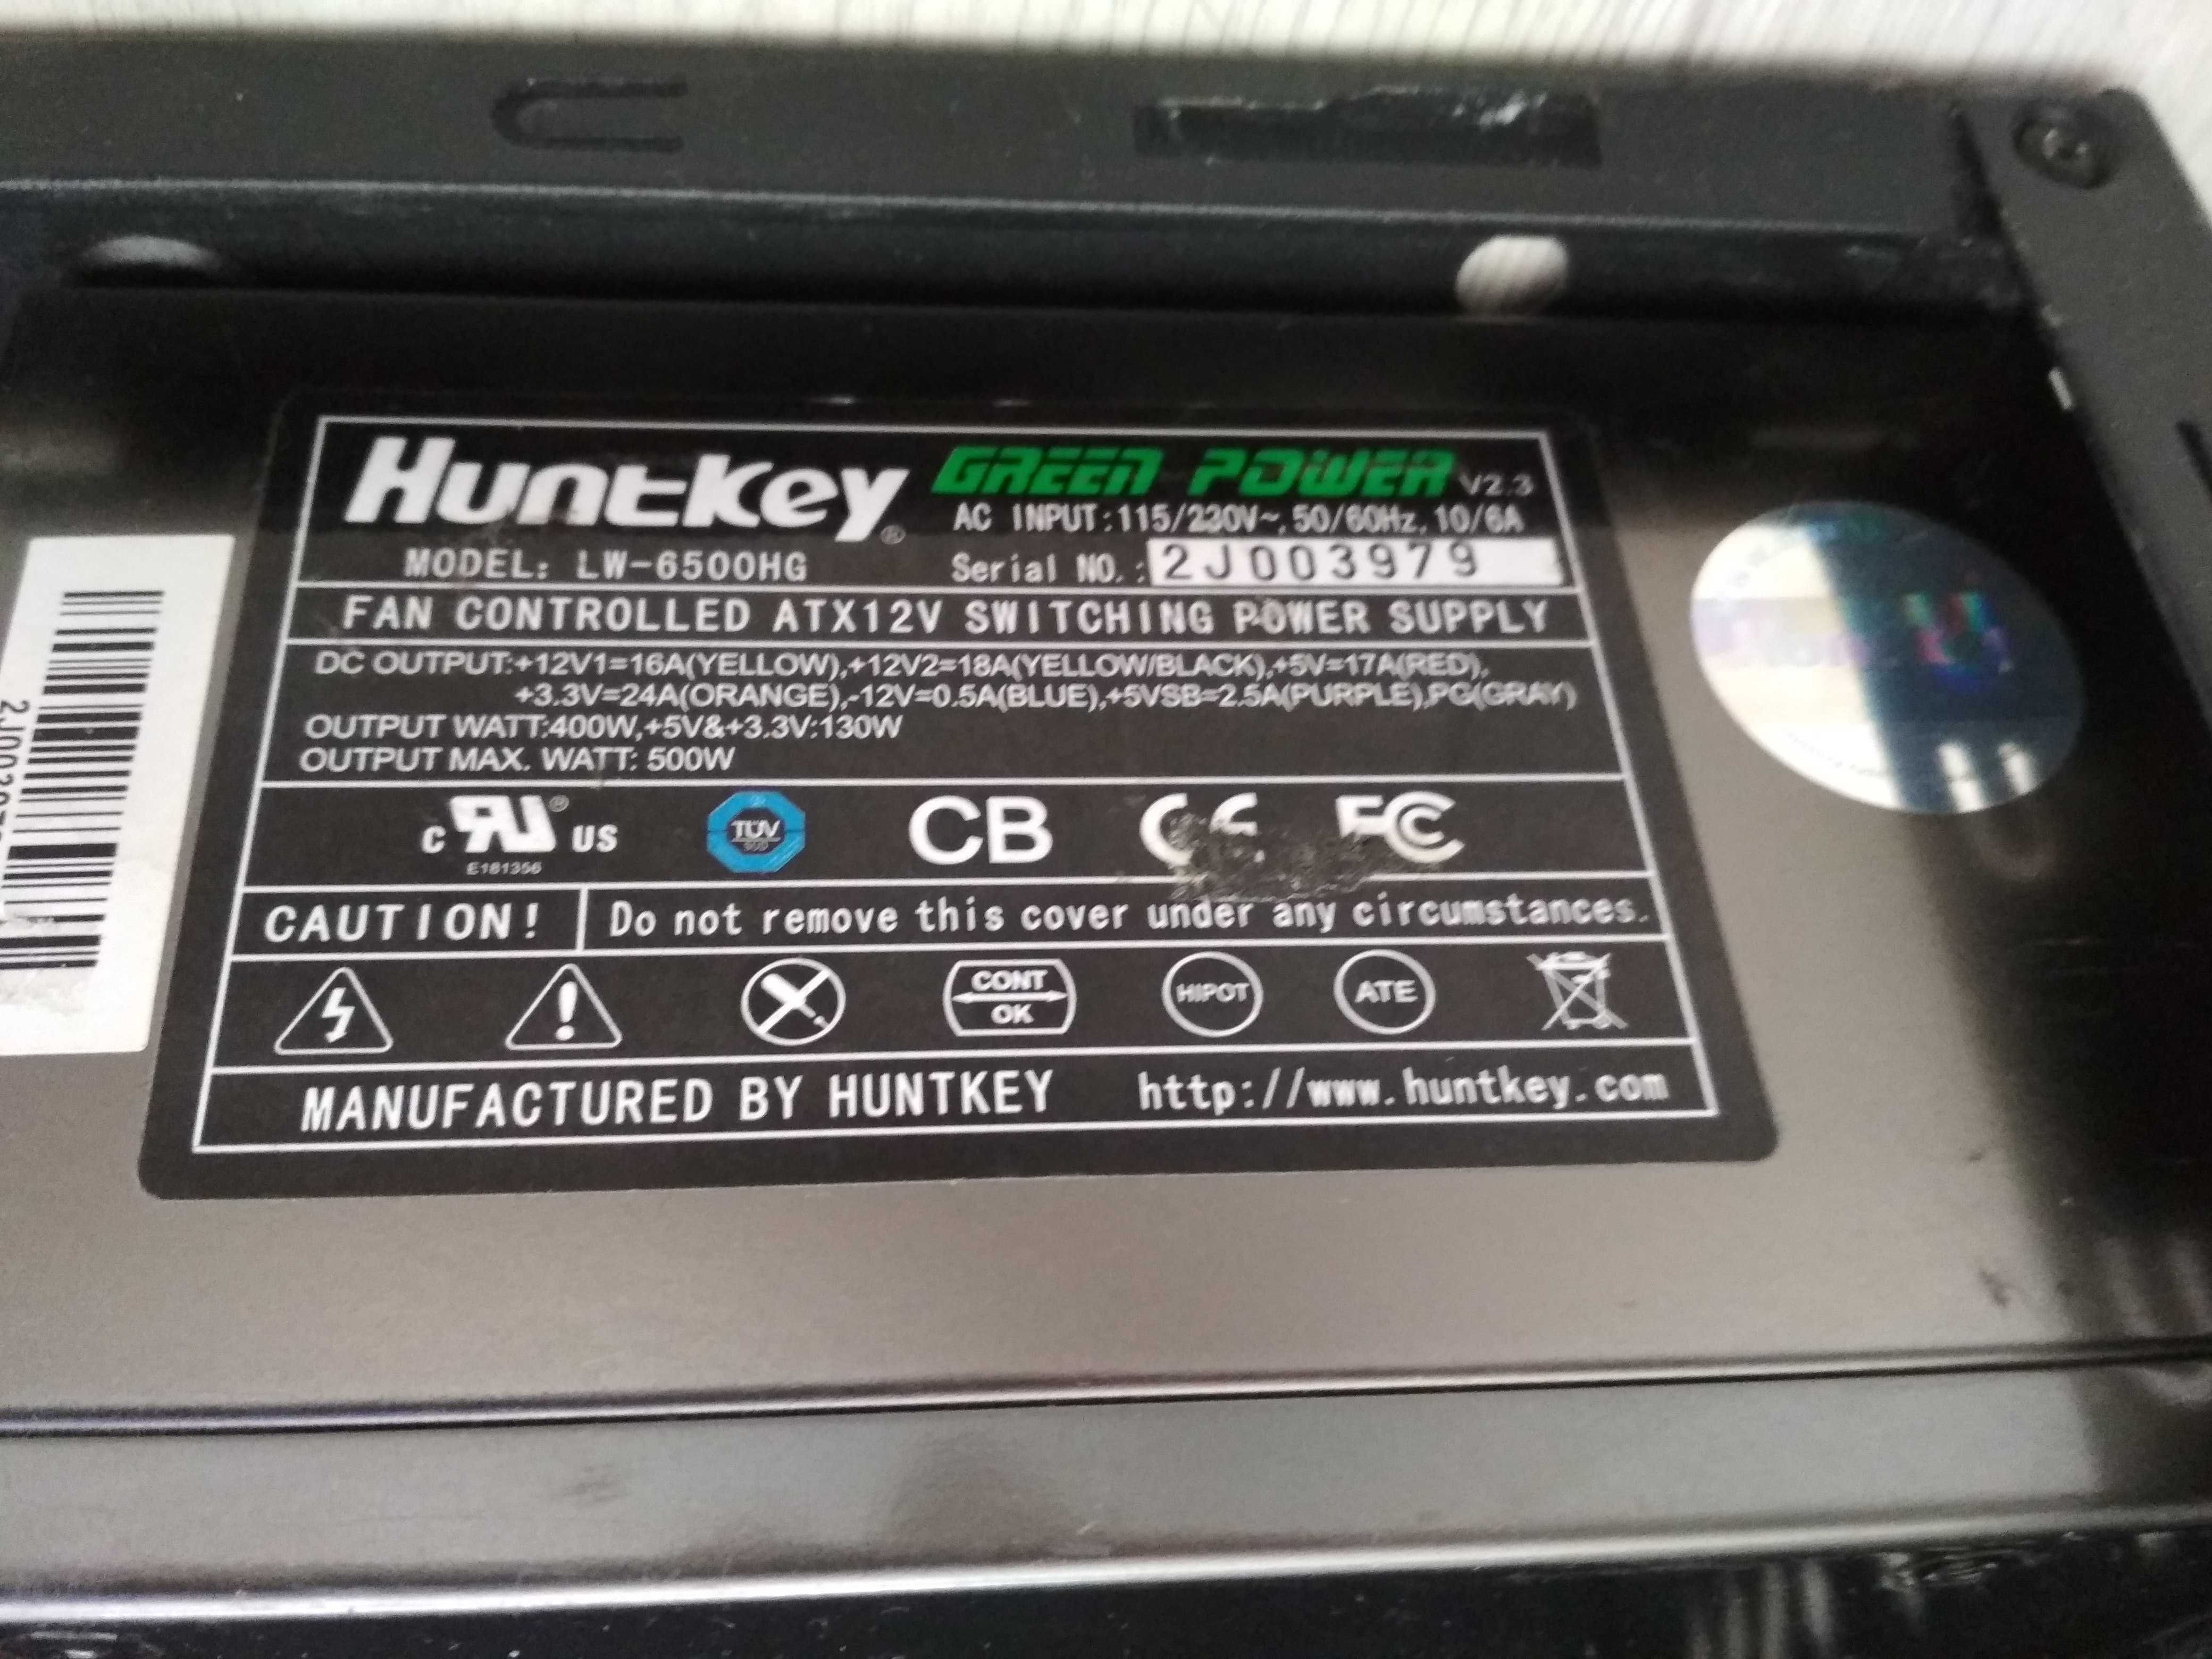 Huntkey® GREEN POWER V2.3
AC INPUT:115/230V~,50/60Hz,10/6A
MODEL: LW-6500HG Serial NO.: 2J003979
FAN CONTROLLED ATX12V SWITCHING POWER SUPPLY
DC OUTPUT:+12V1=16A(YELLOW),+12V2=18A(YELLOW/BLACK),+5V=17A(RED),
+3.3V=24A(ORANGE),-12V=0.5A(BLUE),+5VSB=2.5A(PURPLE),PG(GRAY)
OUTPUT WATT:400W,+5V&+3.3V:130W
OUTPUT MAX. WATT: 500W
c RU® US TÜV SÜD CB CE FC
E181356
CAUTION! Do not remove this cover under any circumstances.
CONT OK HIPOT ATE
MANUFACTURED BY HUNTKEY http://www.huntkey.com